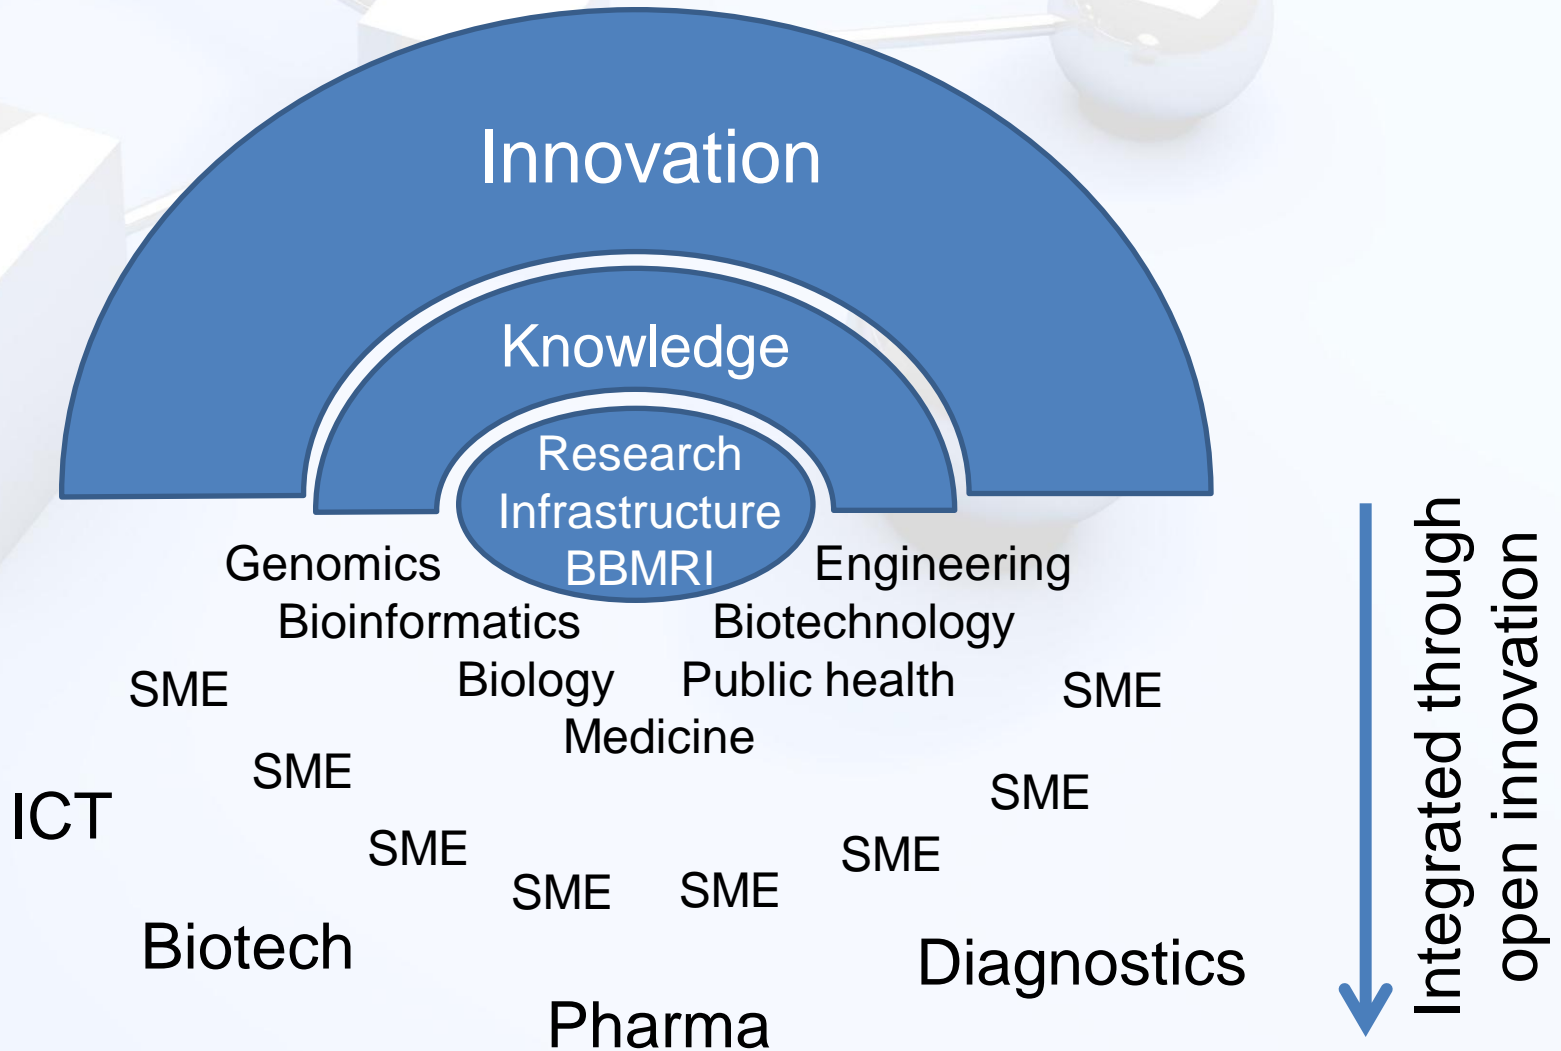 Innovation
Knowledge
Research
Infrastructure
BBMRI
Genomics
Engineering
Bioinformatics
Biotechnology
SME
Biology
Public health
SME
Medicine
SME
SME
ICT
SME
SME
SME
SME
Biotech
Diagnostics
Pharma
Integrated through
open innovation